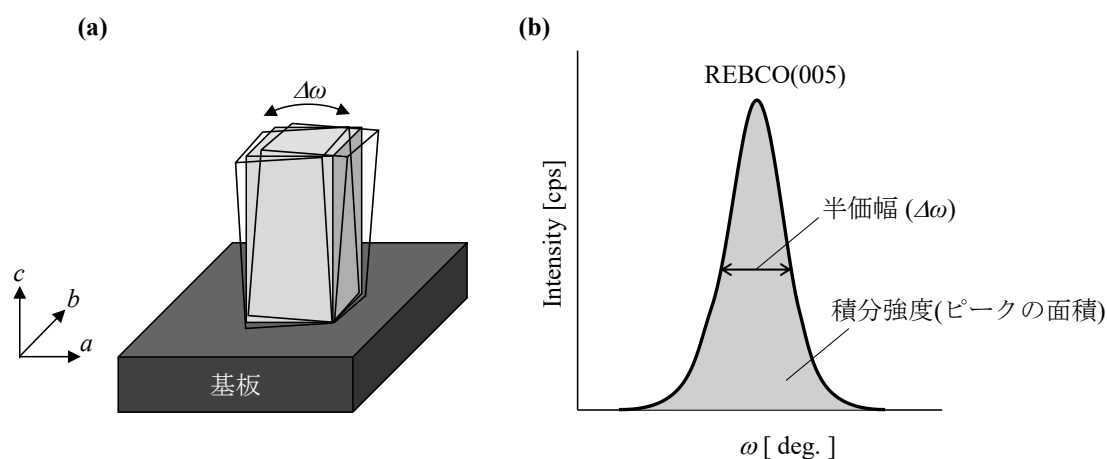 (a)
Δω
c
b
a
基板
(b)
REBCO(005)
Intensity [cps]
半価幅 (Δω)
積分強度(ピークの面積)
ω [ deg. ]